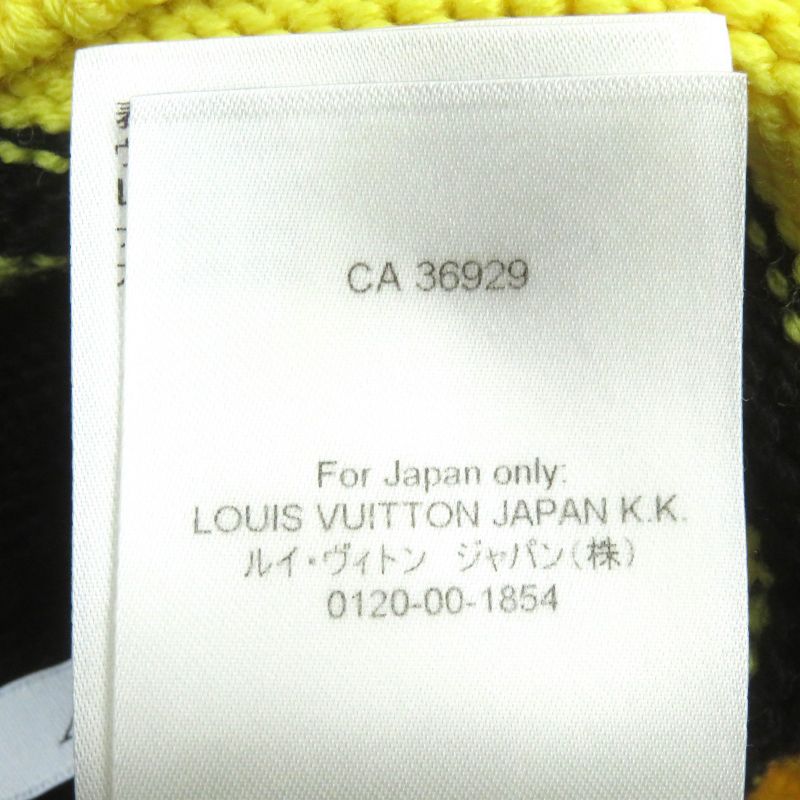 CA 36929
For Japan only:
LOUIS VUITTON JAPAN K.K.
ルイ・ヴィトン ジャパン(株)
0120-00-1854